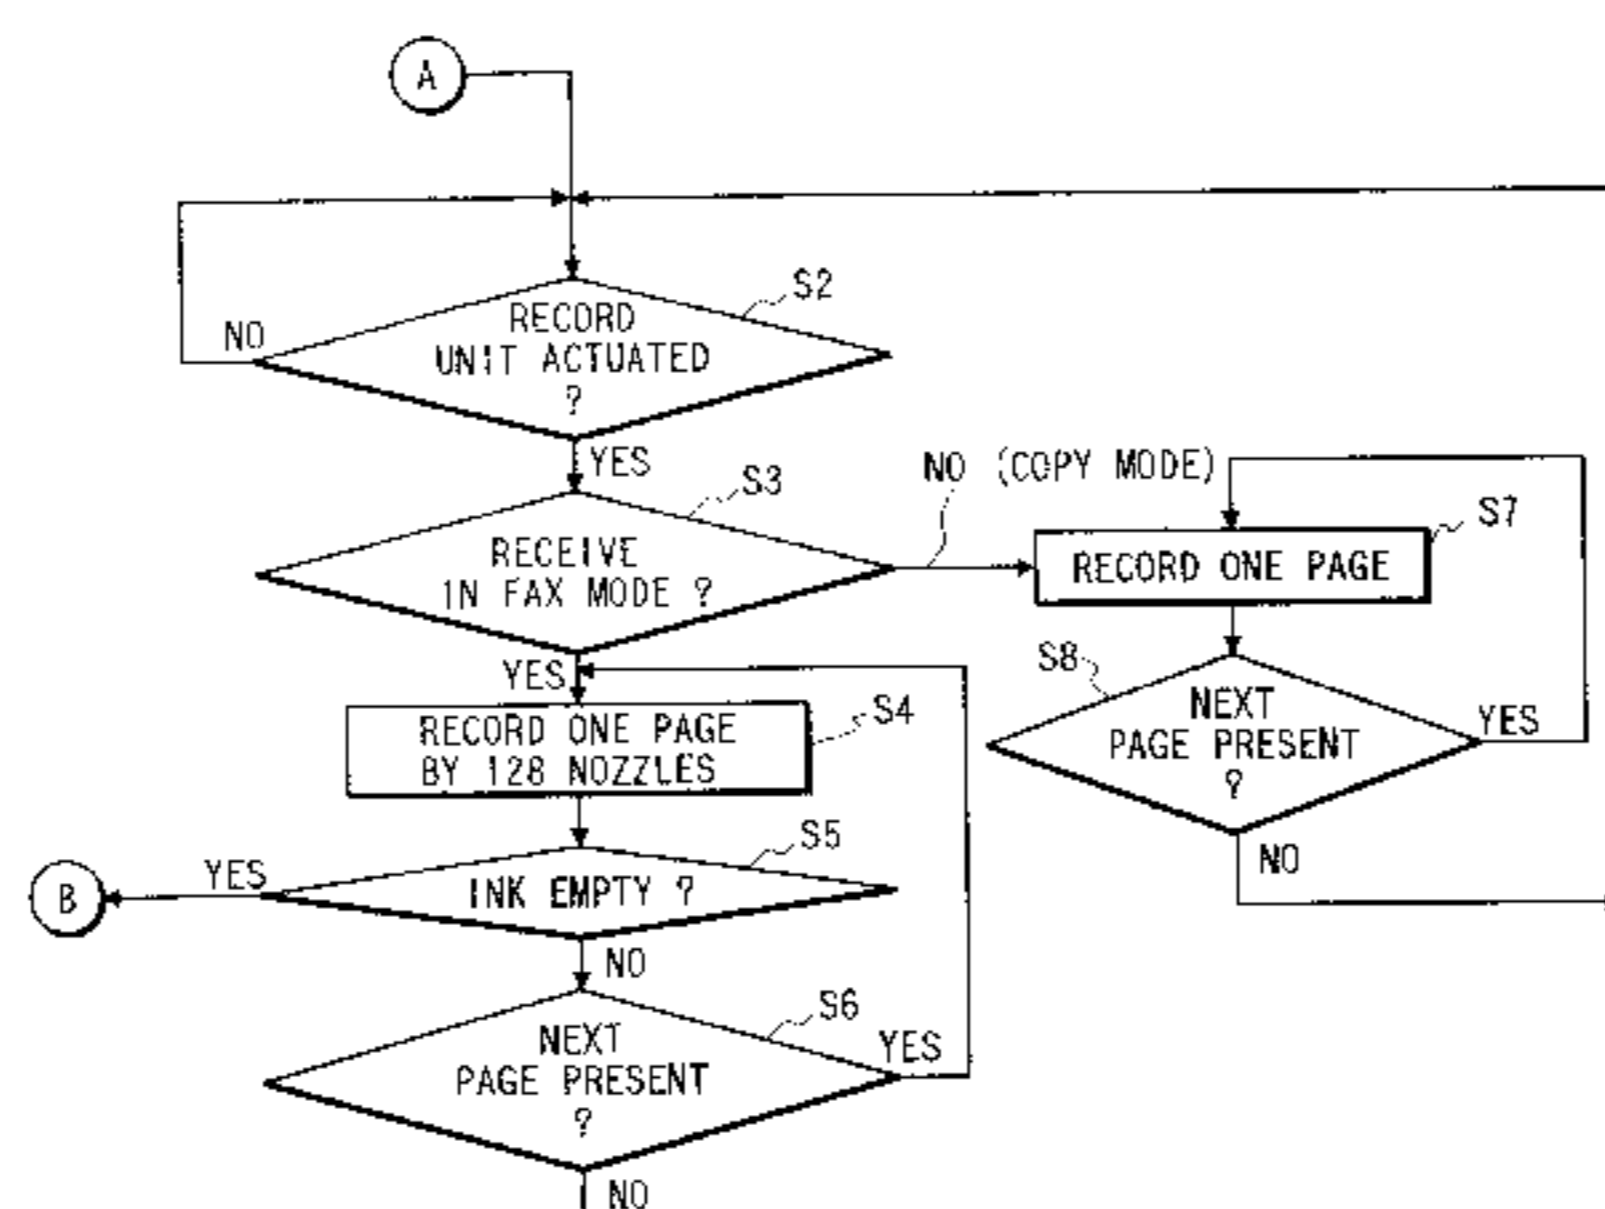 A
S2
RECORD
UNIT ACTUATED
?
NO
YES
S3
NO (COPY MODE)
RECEIVE
IN FAX MODE ?
S7
RECORD ONE PAGE
YES
S4
RECORD ONE PAGE
BY 128 NOZZLES
S8
NEXT
PAGE PRESENT
?
YES
NO
S5
INK EMPTY ?
YES
B
NO
S6
NEXT
PAGE PRESENT
?
YES
NO